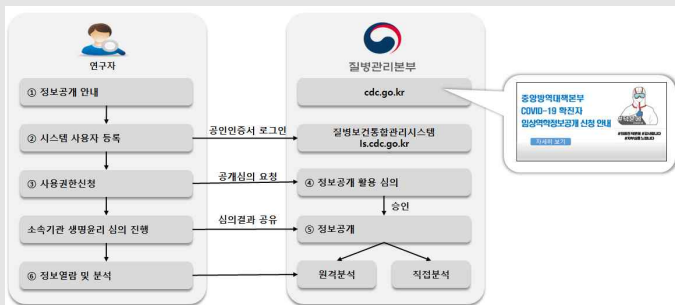 연구자
① 정보공개 안내
② 시스템 사용자 등록
③ 사용권한신청
소속기관 생명윤리 심의 진행
⑥ 정보열람 및 분석
공인인증서 로그인
공개심의 요청
심의결과 공유
질병관리본부
cdc.go.kr
질병보건통합관리시스템
is.cdc.go.kr
④ 정보공개 활용 심의
승인
⑤ 정보공개
원격분석
직접분석
중앙방역대책본부
COVID-19 확진자
임상역학정보공개 신청 안내
자세히 보기